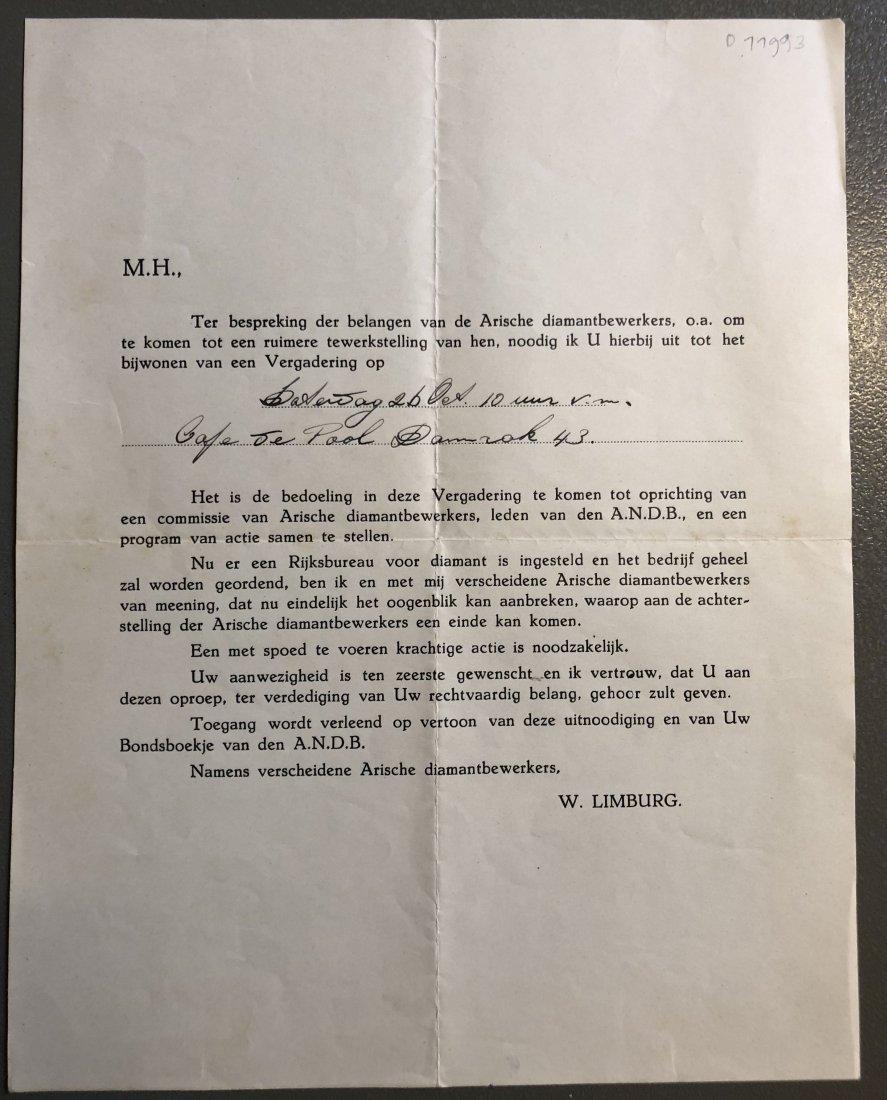 D 11993
M.H.,
Ter bespreking der belangen van de Arische diamantbewerkers, o.a. om
te komen tot een ruimere tewerkstelling van hen, noodig ik U hierbij uit tot het
bijwonen van een Vergadering op
Saterdag 26 Oct. 10 uur v.m.
Cafe de Pool Damrak 43.
Het is de bedoeling in deze Vergadering te komen tot oprichting van
een commissie van Arische diamantbewerkers, leden van den A.N.D.B., en een
program van actie samen te stellen.
Nu er een Rijksbureau voor diamant is ingesteld en het bedrijf geheel
zal worden geordend, ben ik en met mij verscheidene Arische diamantbewerkers
van meening, dat nu eindelijk het oogenblik kan aanbreken, waarop aan de achter-
stelling der Arische diamantbewerkers een einde kan komen.
Een met spoed te voeren krachtige actie is noodzakelijk.
Uw aanwezigheid is ten zeerste gewenscht en ik vertrouw, dat U aan
dezen oproep, ter verdediging van Uw rechtvaardig belang, gehoor zult geven.
Toegang wordt verleend op vertoon van deze uitnoodiging en van Uw
Bondsboekje van den A.N.D.B.
Namens verscheidene Arische diamantbewerkers,
W. LIMBURG.